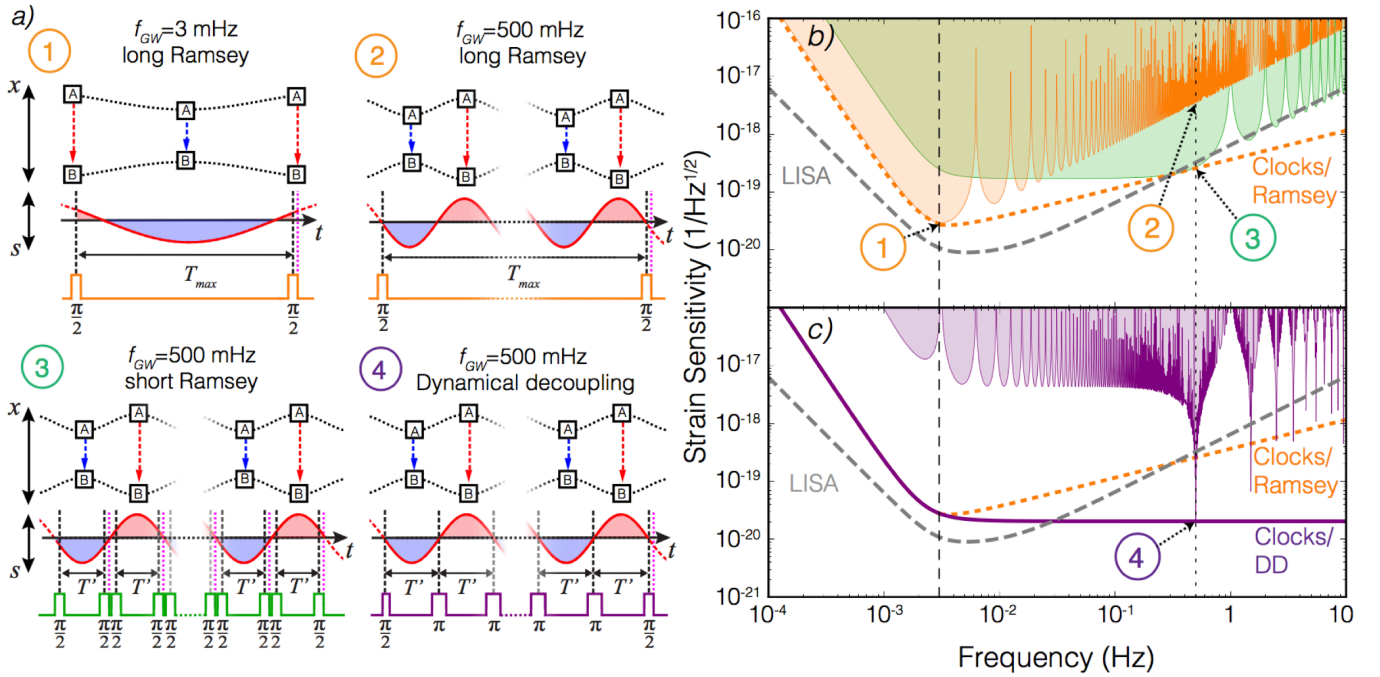 a)
1
f_GW=3 mHz
long Ramsey
x
A
A
A
B
B
B
s
t
T_max
π/2
π/2
2
f_GW=500 mHz
long Ramsey
A
A
A
A
B
B
B
B
t
T_max
π/2
π/2
3
f_GW=500 mHz
short Ramsey
x
A
A
A
A
B
B
B
B
s
t
T' T' T' T'
π/2 π/2 π/2 π/2 π/2 π/2 π/2 π/2 π/2 π/2
4
f_GW=500 mHz
Dynamical decoupling
A
A
A
A
B
B
B
B
t
T' T' T' T'
π/2 π π π π π/2
Strain Sensitivity (1/Hz^1/2)
10^-16
10^-17
10^-18
10^-19
10^-20
b)
LISA
Clocks/
Ramsey
1
2
3
10^-17
10^-18
10^-19
10^-20
10^-21
c)
LISA
Clocks/
Ramsey
4
Clocks/
DD
10^-4 10^-3 10^-2 10^-1 1 10
Frequency (Hz)